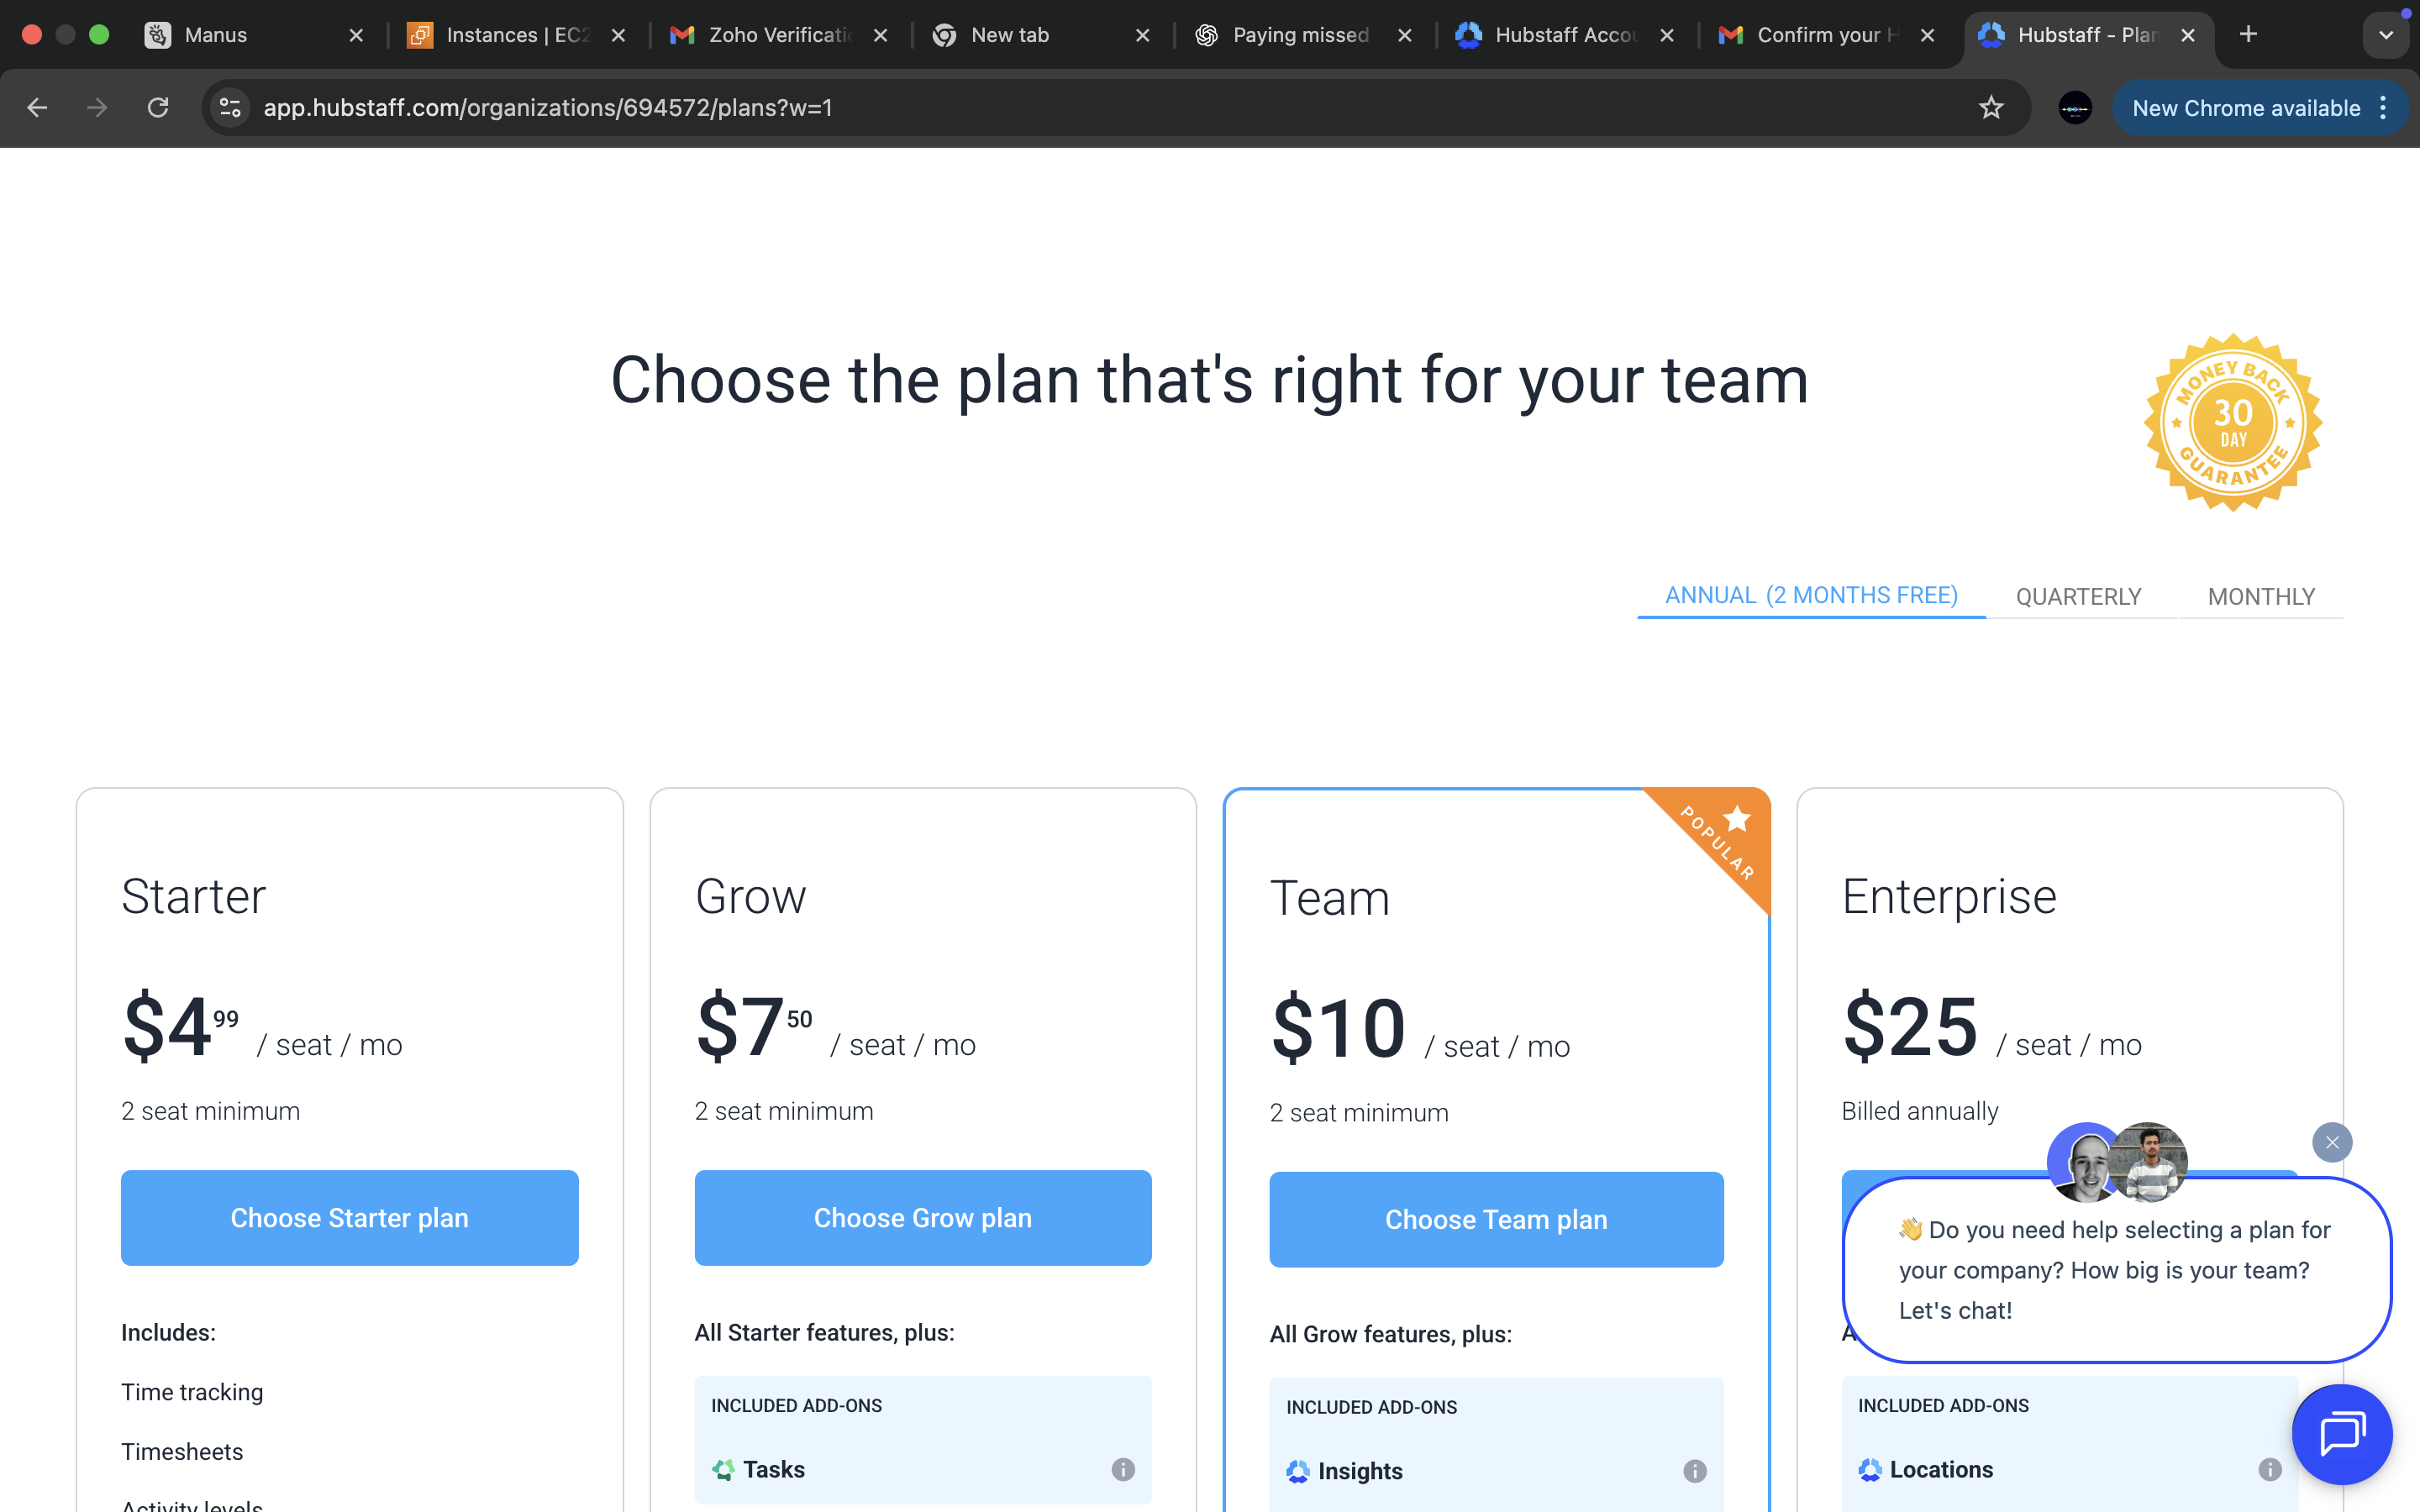 Manus
Instances | EC2
Zoho Verificati
New tab
Paying missed
Hubstaff Accou
Confirm your H
Hubstaff - Plan
app.hubstaff.com/organizations/694572/plans?w=1
New Chrome available
Choose the plan that's right for your team
MONEY BACK
30
DAY
GUARANTEE
ANNUAL (2 MONTHS FREE)
QUARTERLY
MONTHLY
Starter
$4 99 / seat / mo
2 seat minimum
Choose Starter plan
Includes:
Time tracking
Timesheets
Activity levels
Grow
$7 50 / seat / mo
2 seat minimum
Choose Grow plan
All Starter features, plus:
INCLUDED ADD-ONS
Tasks
POPULAR
Team
$10 / seat / mo
2 seat minimum
Choose Team plan
All Grow features, plus:
INCLUDED ADD-ONS
Insights
Enterprise
$25 / seat / mo
Billed annually
👋 Do you need help selecting a plan for
your company? How big is your team?
Let's chat!
A
INCLUDED ADD-ONS
Locations